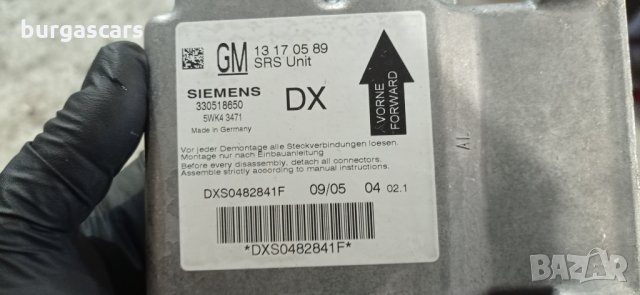 burgascars
GM 13 17 05 89
SRS Unit
SIEMENS
330518650
5WK4 3471
Made in Germany
DX
VORNE
FORWARD
Vor jeder Demontage alle Steckverbindungen loesen.
Montage nur nach Einbauanleitung
Before every disassembly, detach all connectors.
Assemble strictly according to manual instructions.
DXS0482841F 09/05 04 02.1
*DXS0482841F*
BAZAR